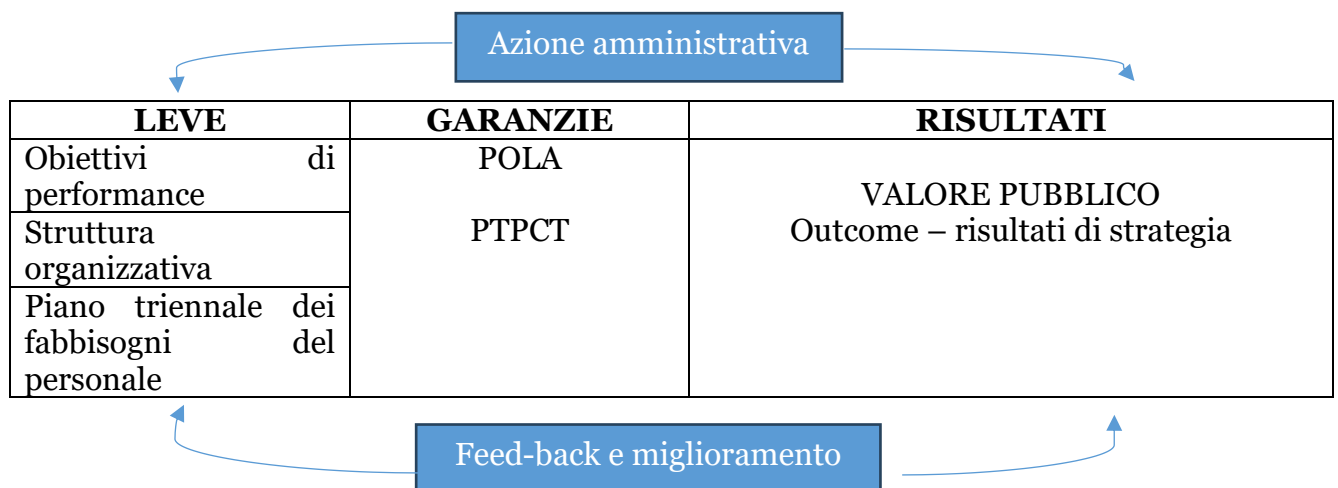 Azione amministrativa
LEVE GARANZIE RISULTATI
Obiettivi di
performance
POLA
VALORE PUBBLICO
Outcome – risultati di strategia
Struttura
organizzativa
PTPCT
Piano triennale dei
fabbisogni del
personale
Feed-back e miglioramento